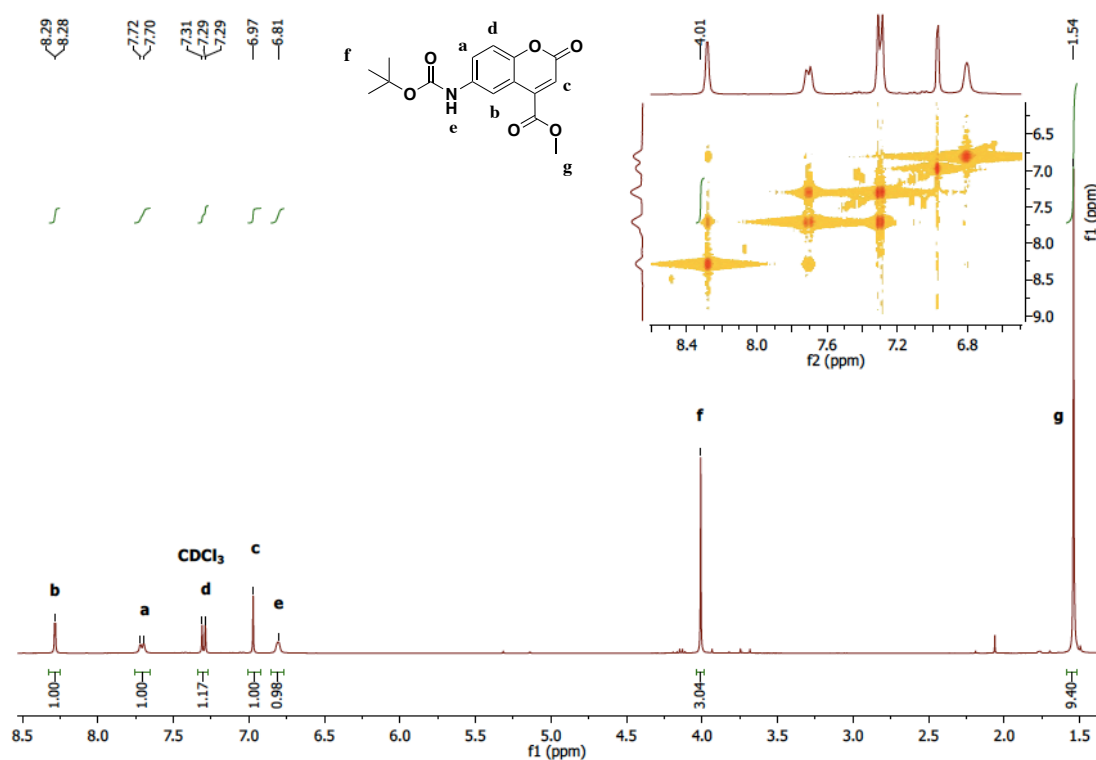 8.29
8.28
7.72
7.70
7.31
7.29
7.29
6.97
6.81
4.01
1.54
d
a
O
O
f
O
c
O
N
H
b
e
O
O
g
6.5
7.0
7.5
8.0
8.5
9.0
f1 (ppm)
8.4 8.0 7.6 7.2 6.8
f2 (ppm)
f
g
CDCl3
c
b
a
d
e
1.00
1.00
1.17
1.00
0.98
3.04
9.40
8.5 8.0 7.5 7.0 6.5 6.0 5.5 5.0 4.5 4.0 3.5 3.0 2.5 2.0 1.5
f1 (ppm)